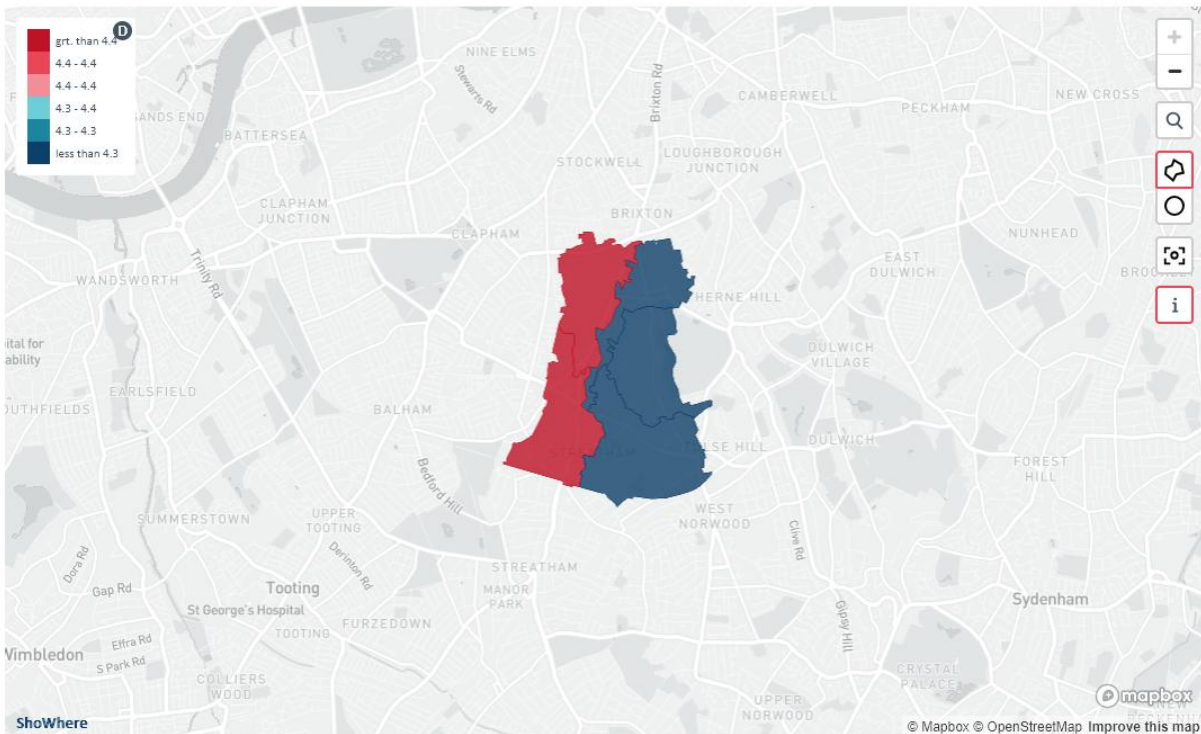 D
grt. than 4.4
4.4 - 4.4
4.4 - 4.4
4.3 - 4.4
4.3 - 4.3
less than 4.3
NINE ELMS
Stewarts Rd
Brixton Rd
CAMBERWELL
PECKHAM
NEW CROSS
SANDS END
BATTERSEA
STOCKWELL
LOUGHBOROUGH
JUNCTION
CLAPHAM
JUNCTION
CLAPHAM
BRIXTON
NUNHEAD
WANDSWORTH
Trinity Rd
EAST
DULWICH
HERNE HILL
DULWICH
VILLAGE
EARLSFIELD
BALHAM
STREATHAM
DULWICH
FOREST
HILL
Bedford Hill
WEST
NORWOOD
SUMMERSTOWN
UPPER
TOOTING
Derinton Rd
Clive Rd
STREATHAM
Dora Rd
Gap Rd
Tooting
MANOR
PARK
St George's Hospital
TOOTING
FURZEDOWN
Gipsy Hill
Sydenham
Effra Rd
Wimbledon
S Park Rd
COLLIERS
WOOD
CRYSTAL
PALACE
UPPER
NORWOOD
mapbox
ShoWhere
© Mapbox © OpenStreetMap Improve this map
i